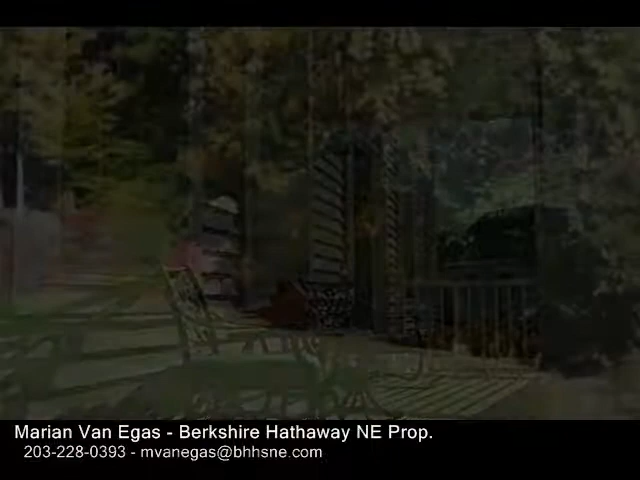 Marian Van Egas - Berkshire Hathaway NE Prop.
203-228-0393 - mvanegas@bhhsne.com